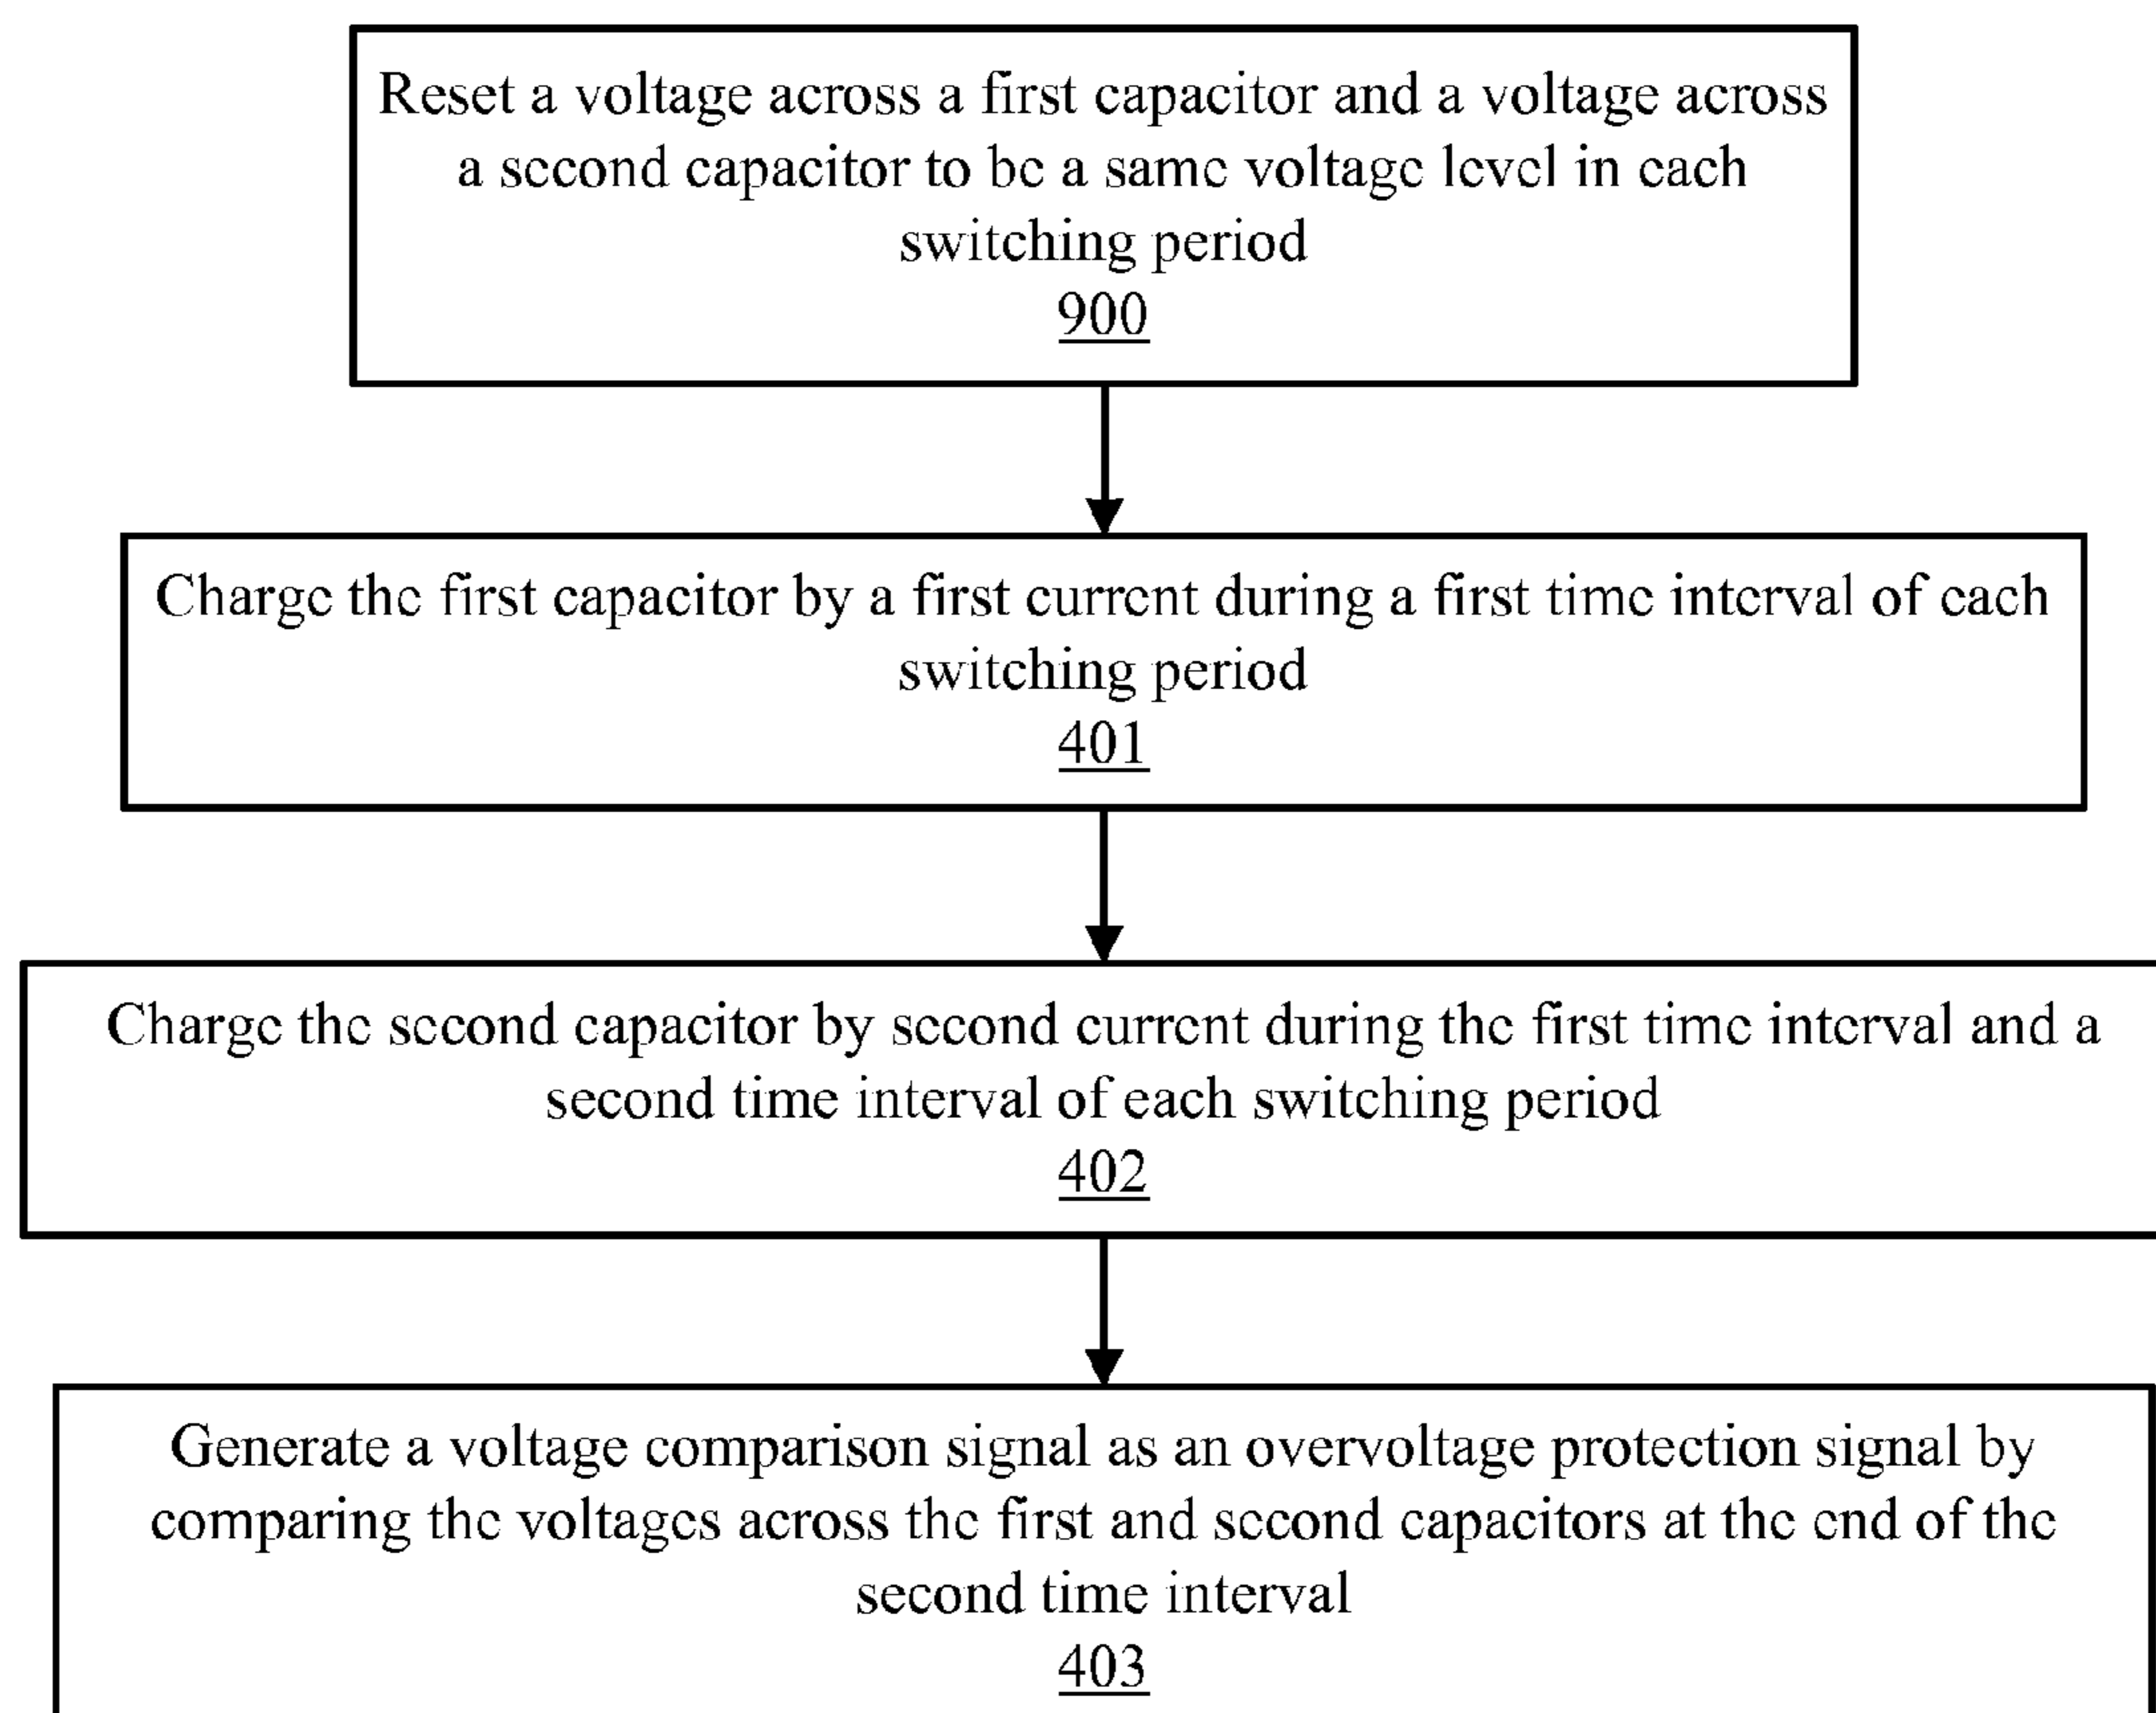 Reset a voltage across a first capacitor and a voltage across
a second capacitor to be a same voltage level in each
switching period
900
Charge the first capacitor by a first current during a first time interval of each
switching period
401
Charge the second capacitor by second current during the first time interval and a
second time interval of each switching period
402
Generate a voltage comparison signal as an overvoltage protection signal by
comparing the voltages across the first and second capacitors at the end of the
second time interval
403